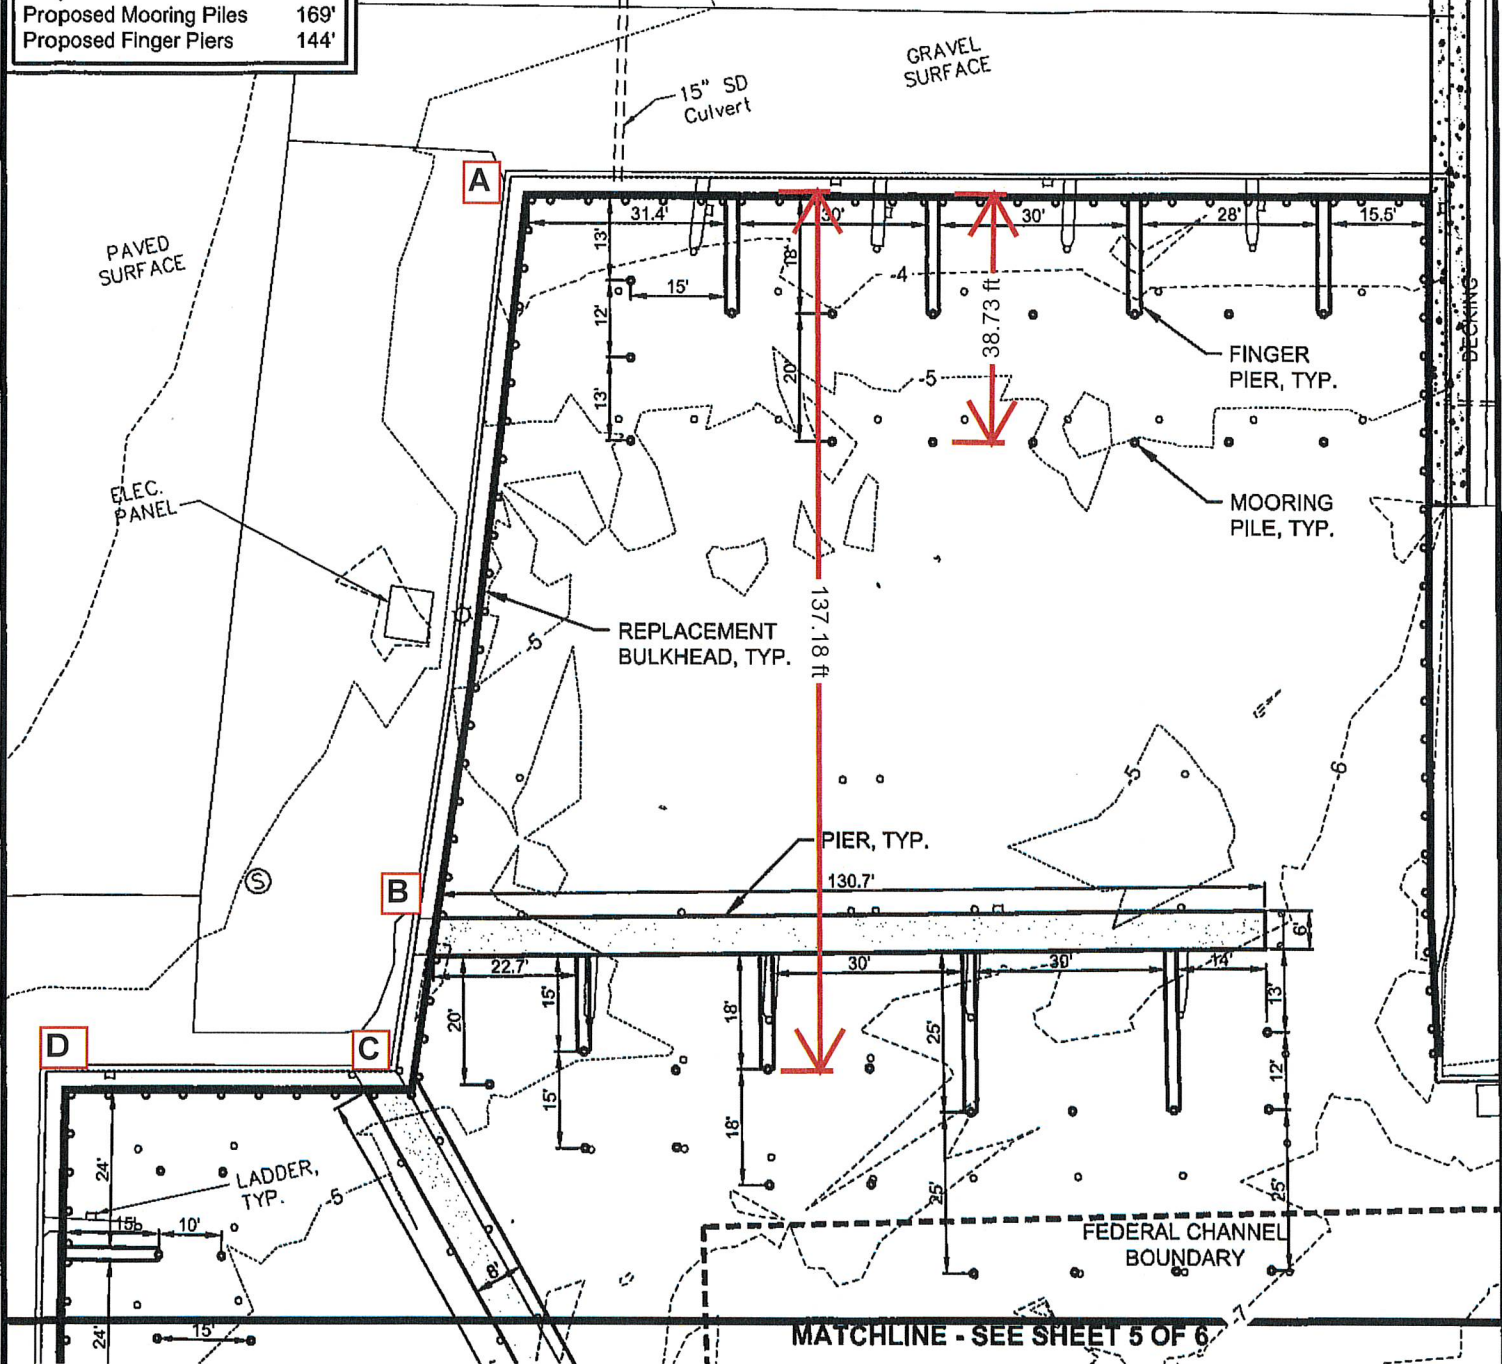 Proposed Mooring Piles 169'
Proposed Finger Piers 144'
GRAVEL
SURFACE
15" SD
Culvert
A
PAVED
SURFACE
31.4'
30'
30'
28'
15.5'
13'
18'
-4
15'
12'
38.73 ft
DECKING
FINGER
PIER, TYP.
20'
-5
13'
ELEC.
PANEL
MOORING
PILE, TYP.
137.18 ft
REPLACEMENT
BULKHEAD, TYP.
-5
-5
-6
PIER, TYP.
S
B
130.7'
6'
22.7'
30'
30'
14'
15'
20'
18'
25'
13'
D
C
12'
15'
18'
24'
LADDER,
TYP.
-5
25'
25'
15'
10'
FEDERAL CHANNEL
BOUNDARY
8'
-7
24'
15'
MATCHLINE - SEE SHEET 5 OF 6